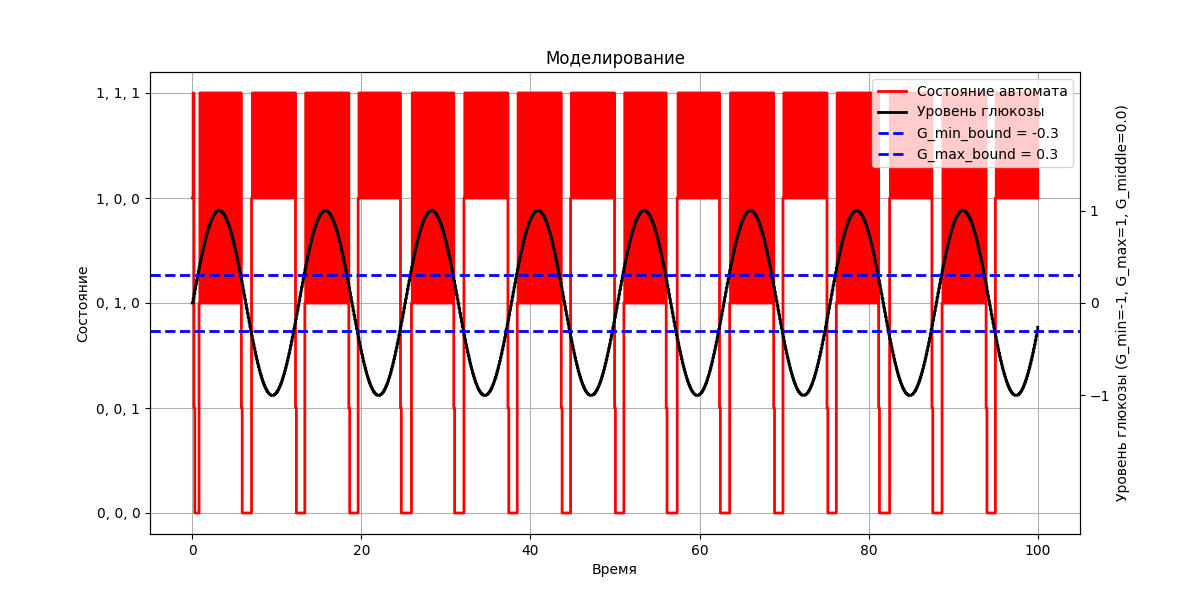 Моделирование
Состояние автомата
Уровень глюкозы
G_min_bound = -0.3
G_max_bound = 0.3
1, 1, 1
1, 0, 0
0, 1, 0
0, 0, 1
0, 0, 0
Состояние
1
0
−1
Уровень глюкозы (G_min=-1, G_max=1, G_middle=0.0)
0
20
40
60
80
100
Время